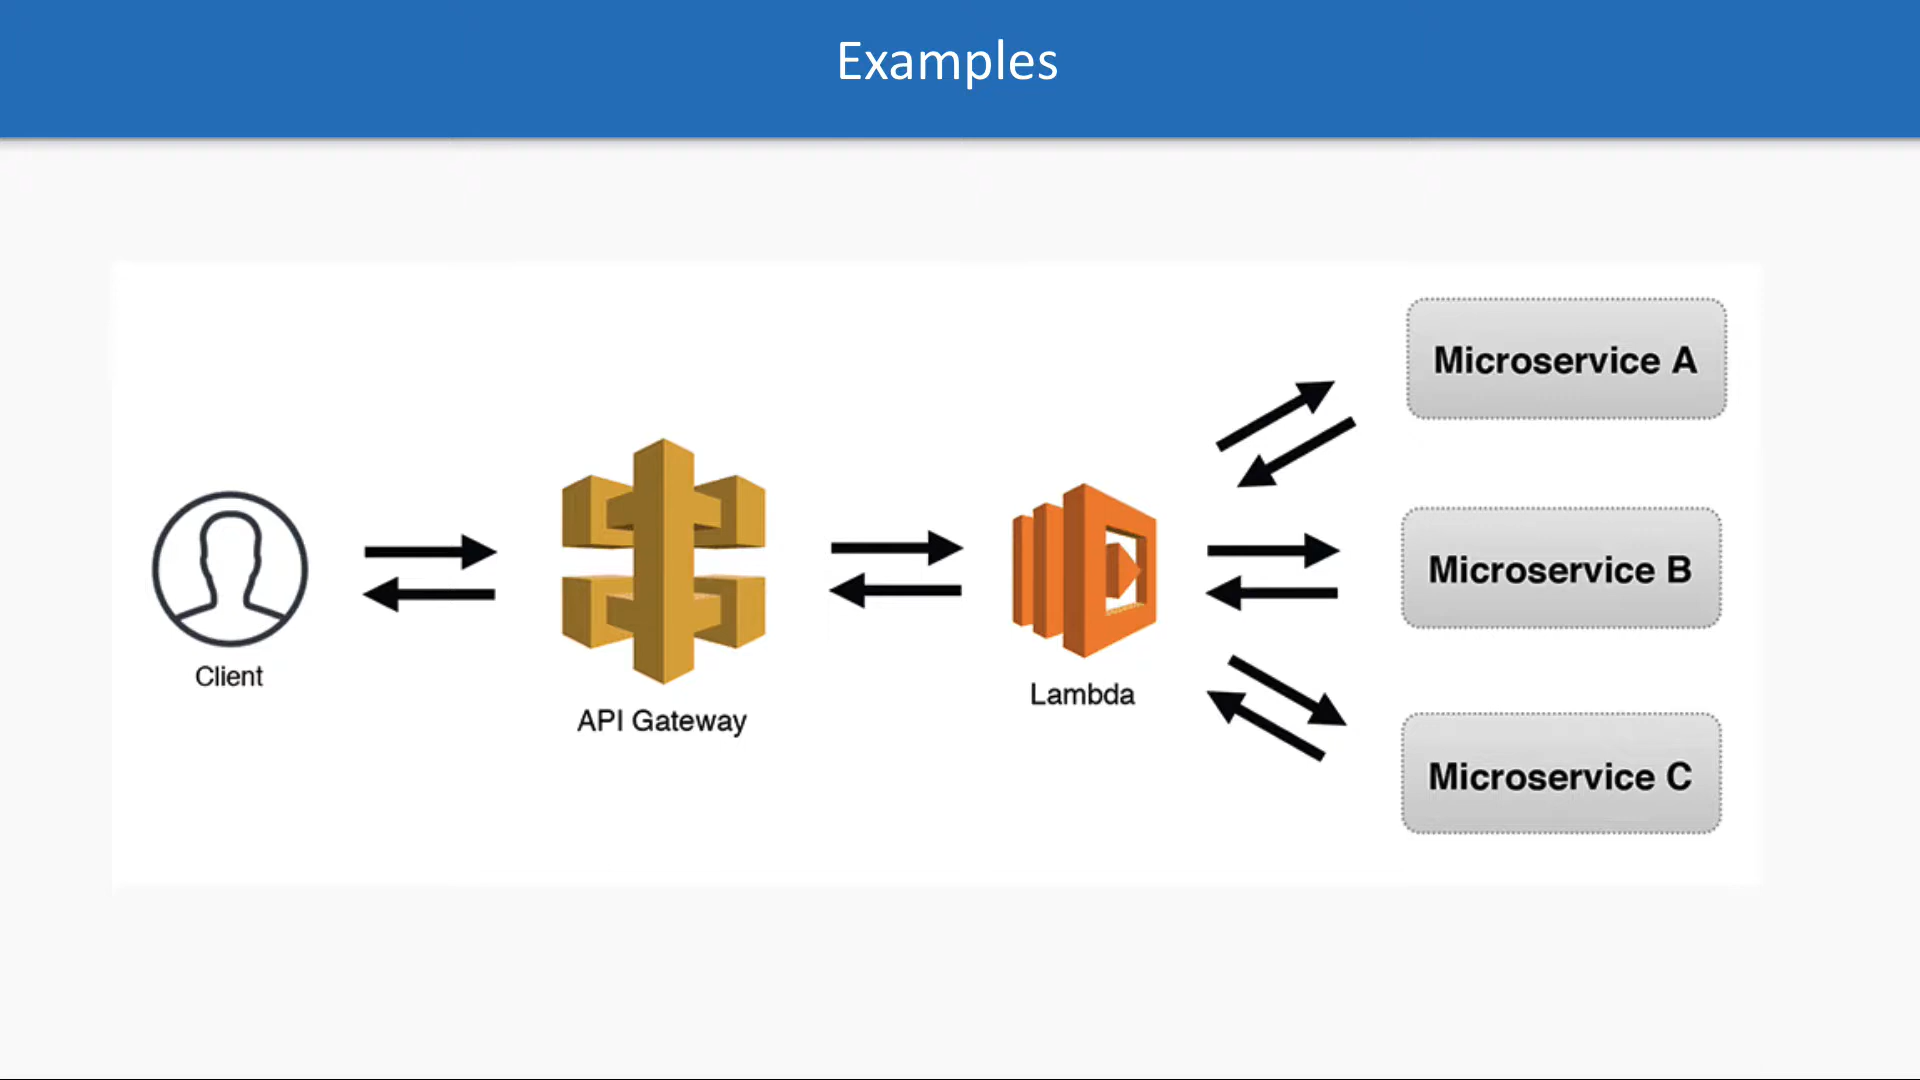 Examples
Client
API Gateway
Lambda
Microservice A
Microservice B
Microservice C